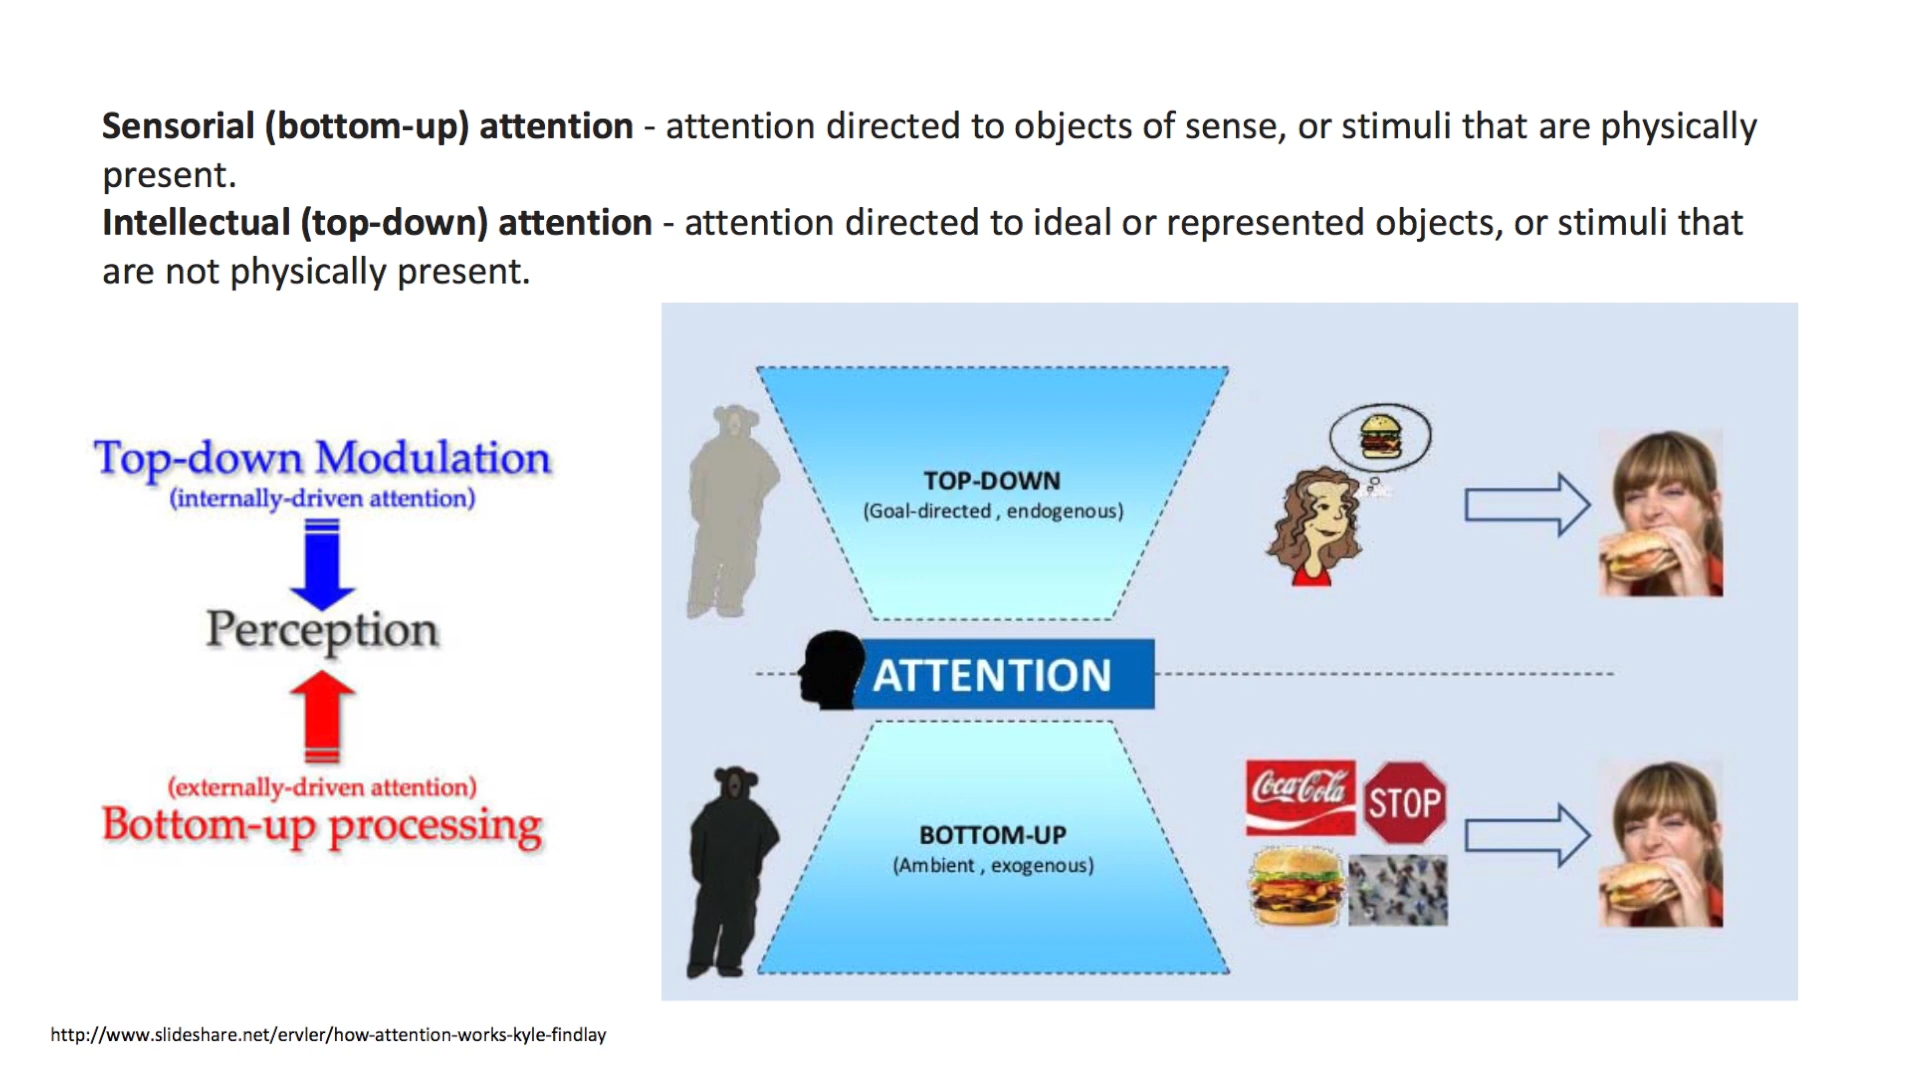 Sensorial (bottom-up) attention - attention directed to objects of sense, or stimuli that are physically
present.
Intellectual (top-down) attention - attention directed to ideal or represented objects, or stimuli that
are not physically present.
Top-down Modulation
(internally-driven attention)
Perception
(externally-driven attention)
Bottom-up processing
TOP-DOWN
(Goal-directed , endogenous)
ATTENTION
BOTTOM-UP
(Ambient , exogenous)
Coca-Cola
STOP
http://www.slideshare.net/ervler/how-attention-works-kyle-findlay